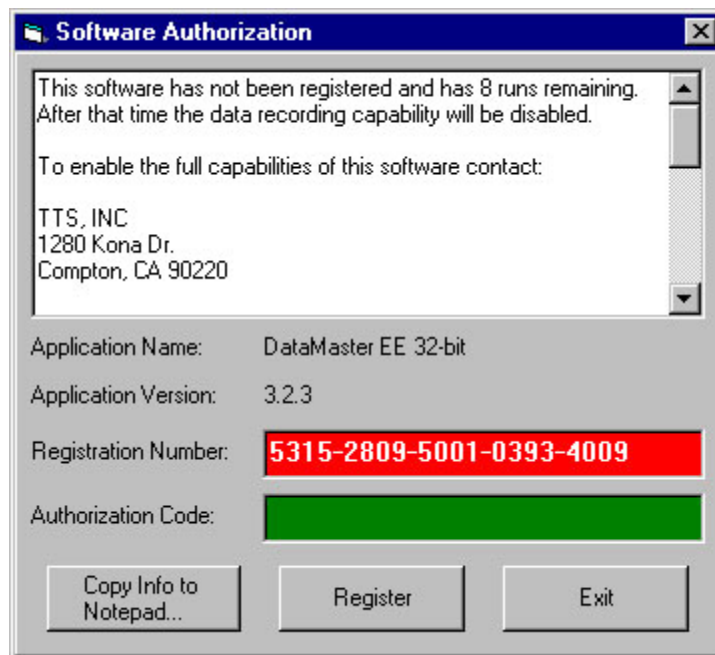 Software Authorization
This software has not been registered and has 8 runs remaining.
After that time the data recording capability will be disabled.
To enable the full capabilities of this software contact:
TTS, INC
1280 Kona Dr.
Compton, CA 90220
Application Name: DataMaster EE 32-bit
Application Version: 3.2.3
Registration Number: 5315-2809-5001-0393-4009
Authorization Code:
Copy Info to
Notepad...
Register
Exit